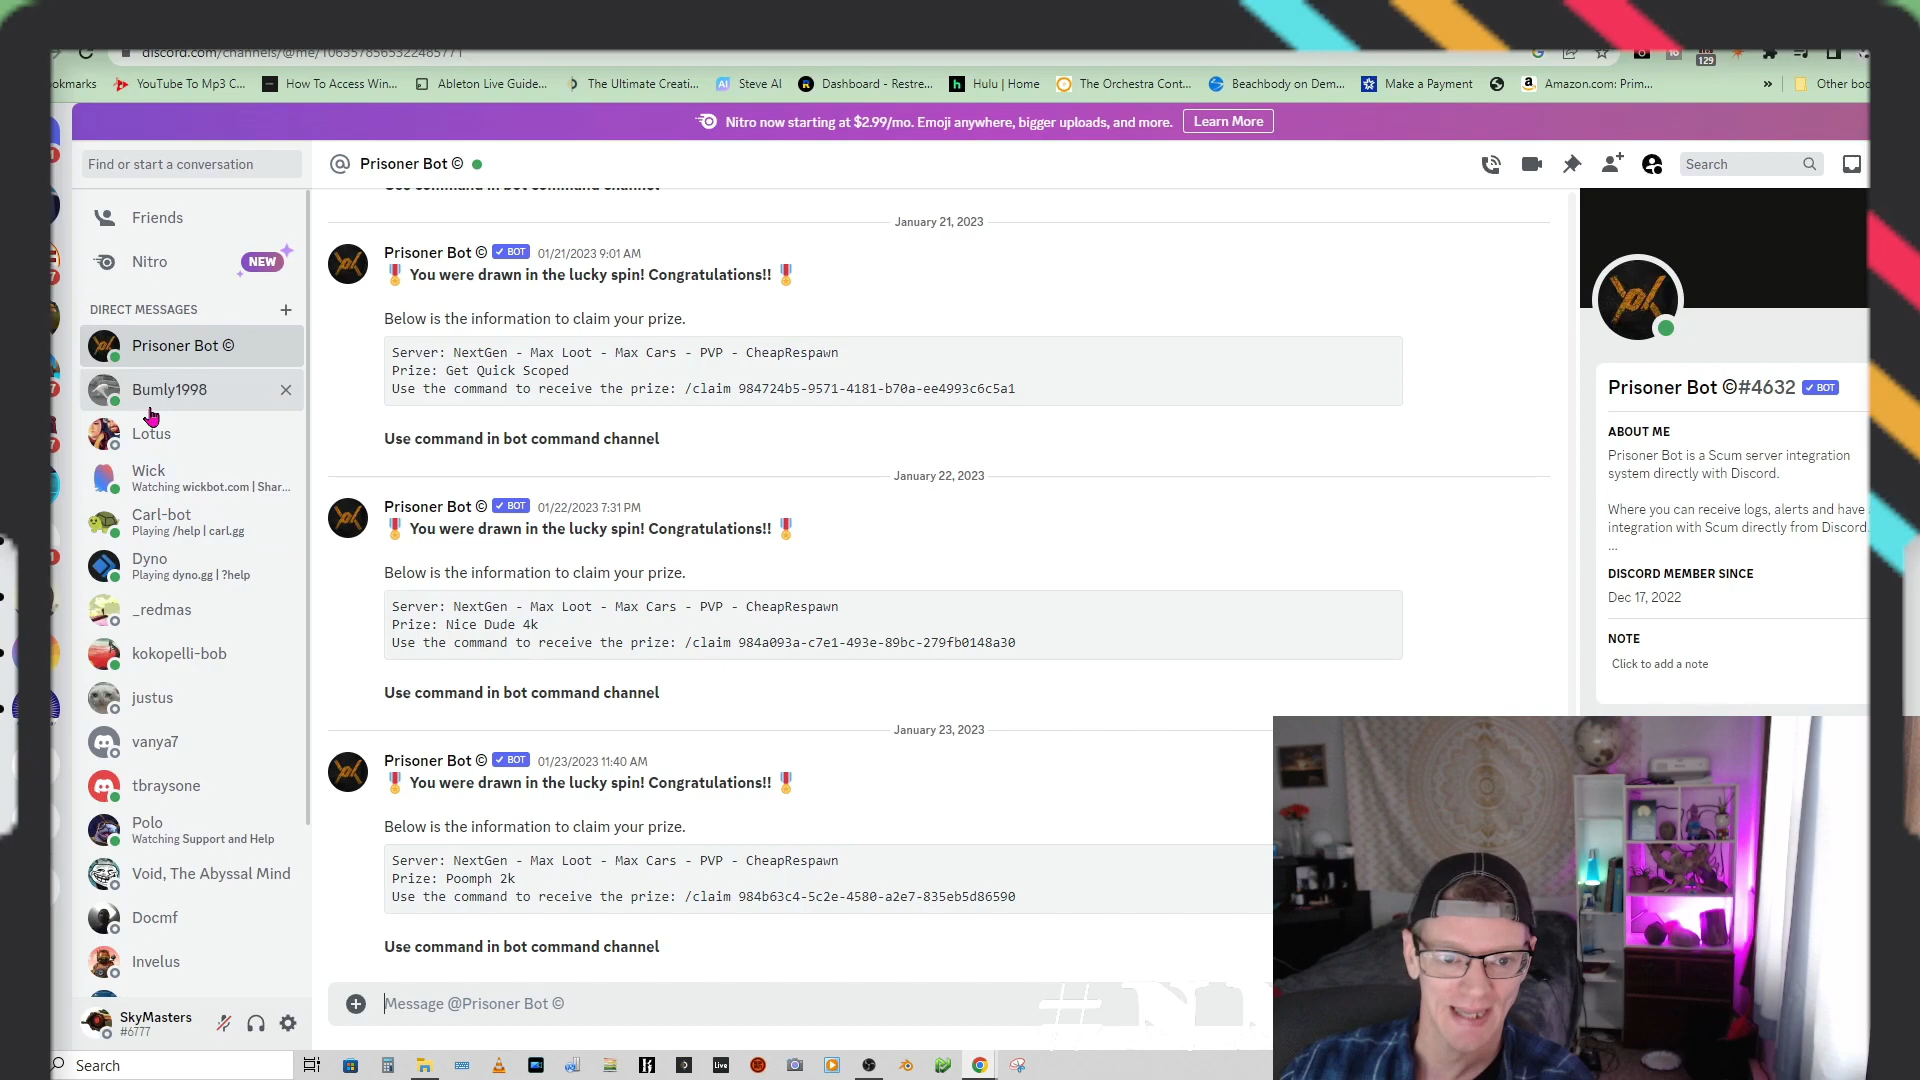 discord.com/channels/@me/1063578565322485771
129
okmarks
YouTube To Mp3 C...
How To Access Win...
Ableton Live Guide...
The Ultimate Creati...
Steve AI
Dashboard - Restre...
Hulu | Home
The Orchestra Cont...
Beachbody on Dem...
Make a Payment
Amazon.com: Prim...
»
Other boo
Nitro now starting at $2.99/mo. Emoji anywhere, bigger uploads, and more.
Learn More
Find or start a conversation
Prisoner Bot ©
Search
Friends
Nitro
NEW
DIRECT MESSAGES
Prisoner Bot ©
Bumly1998
Lotus
Wick
Watching wickbot.com | Shar...
Carl-bot
Playing /help | carl.gg
Dyno
Playing dyno.gg | ?help
_redmas
kokopelli-bob
justus
vanya7
tbraysone
Polo
Watching Support and Help
Void, The Abyssal Mind
Docmf
Invelus
SkyMasters
#6777
Use command in bot command channel
January 21, 2023
Prisoner Bot © BOT 01/21/2023 9:01 AM
You were drawn in the lucky spin! Congratulations!!
Below is the information to claim your prize.
Server: NextGen - Max Loot - Max Cars - PVP - CheapRespawn
Prize: Get Quick Scoped
Use the command to receive the prize: /claim 984724b5-9571-4181-b70a-ee4993c6c5a1
Use command in bot command channel
January 22, 2023
Prisoner Bot © BOT 01/22/2023 7:31 PM
You were drawn in the lucky spin! Congratulations!!
Below is the information to claim your prize.
Server: NextGen - Max Loot - Max Cars - PVP - CheapRespawn
Prize: Nice Dude 4k
Use the command to receive the prize: /claim 984a093a-c7e1-493e-89bc-279fb0148a30
Use command in bot command channel
January 23, 2023
Prisoner Bot © BOT 01/23/2023 11:40 AM
You were drawn in the lucky spin! Congratulations!!
Below is the information to claim your prize.
Server: NextGen - Max Loot - Max Cars - PVP - CheapRespawn
Prize: Poomph 2k
Use the command to receive the prize: /claim 984b63c4-5c2e-4580-a2e7-835eb5d86590
Use command in bot command channel
Message @Prisoner Bot ©
Prisoner Bot ©#4632 BOT
ABOUT ME
Prisoner Bot is a Scum server integration
system directly with Discord.
Where you can receive logs, alerts and have
integration with Scum directly from Discord.
...
DISCORD MEMBER SINCE
Dec 17, 2022
NOTE
Click to add a note
Search